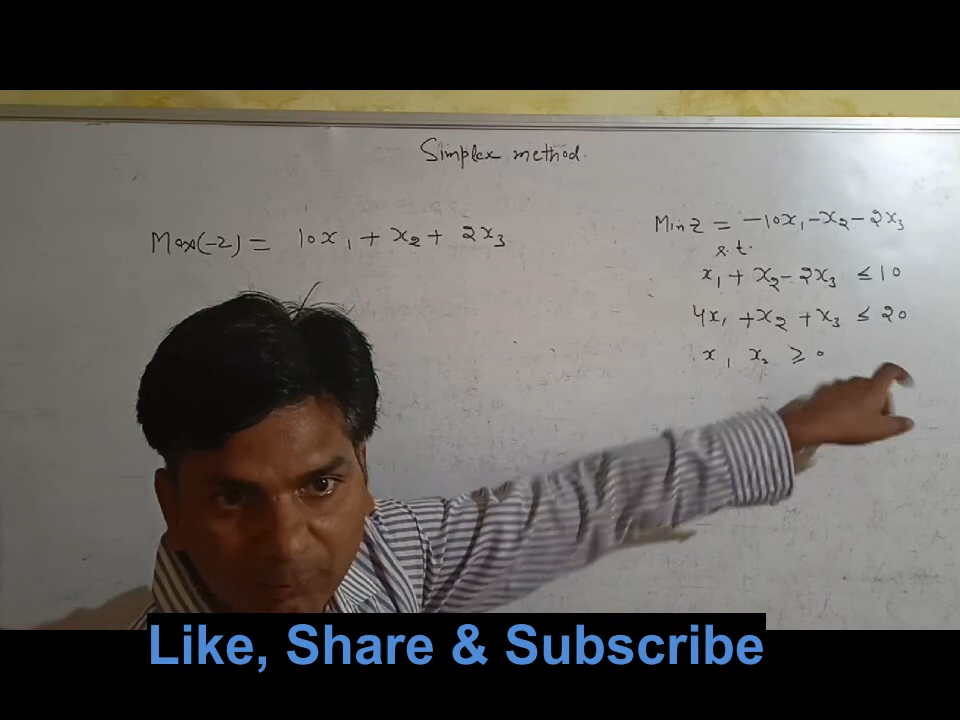 Simplex method.
Max(-Z) = 10x₁ + x₂ + 2x₃
Min Z = -10x₁ - x₂ - 2x₃
s.t.
x₁ + x₂ - 2x₃ ≤ 10
4x₁ + x₂ + x₃ ≤ 20
x₁ x₂ ≥ 0
Like, Share & Subscribe